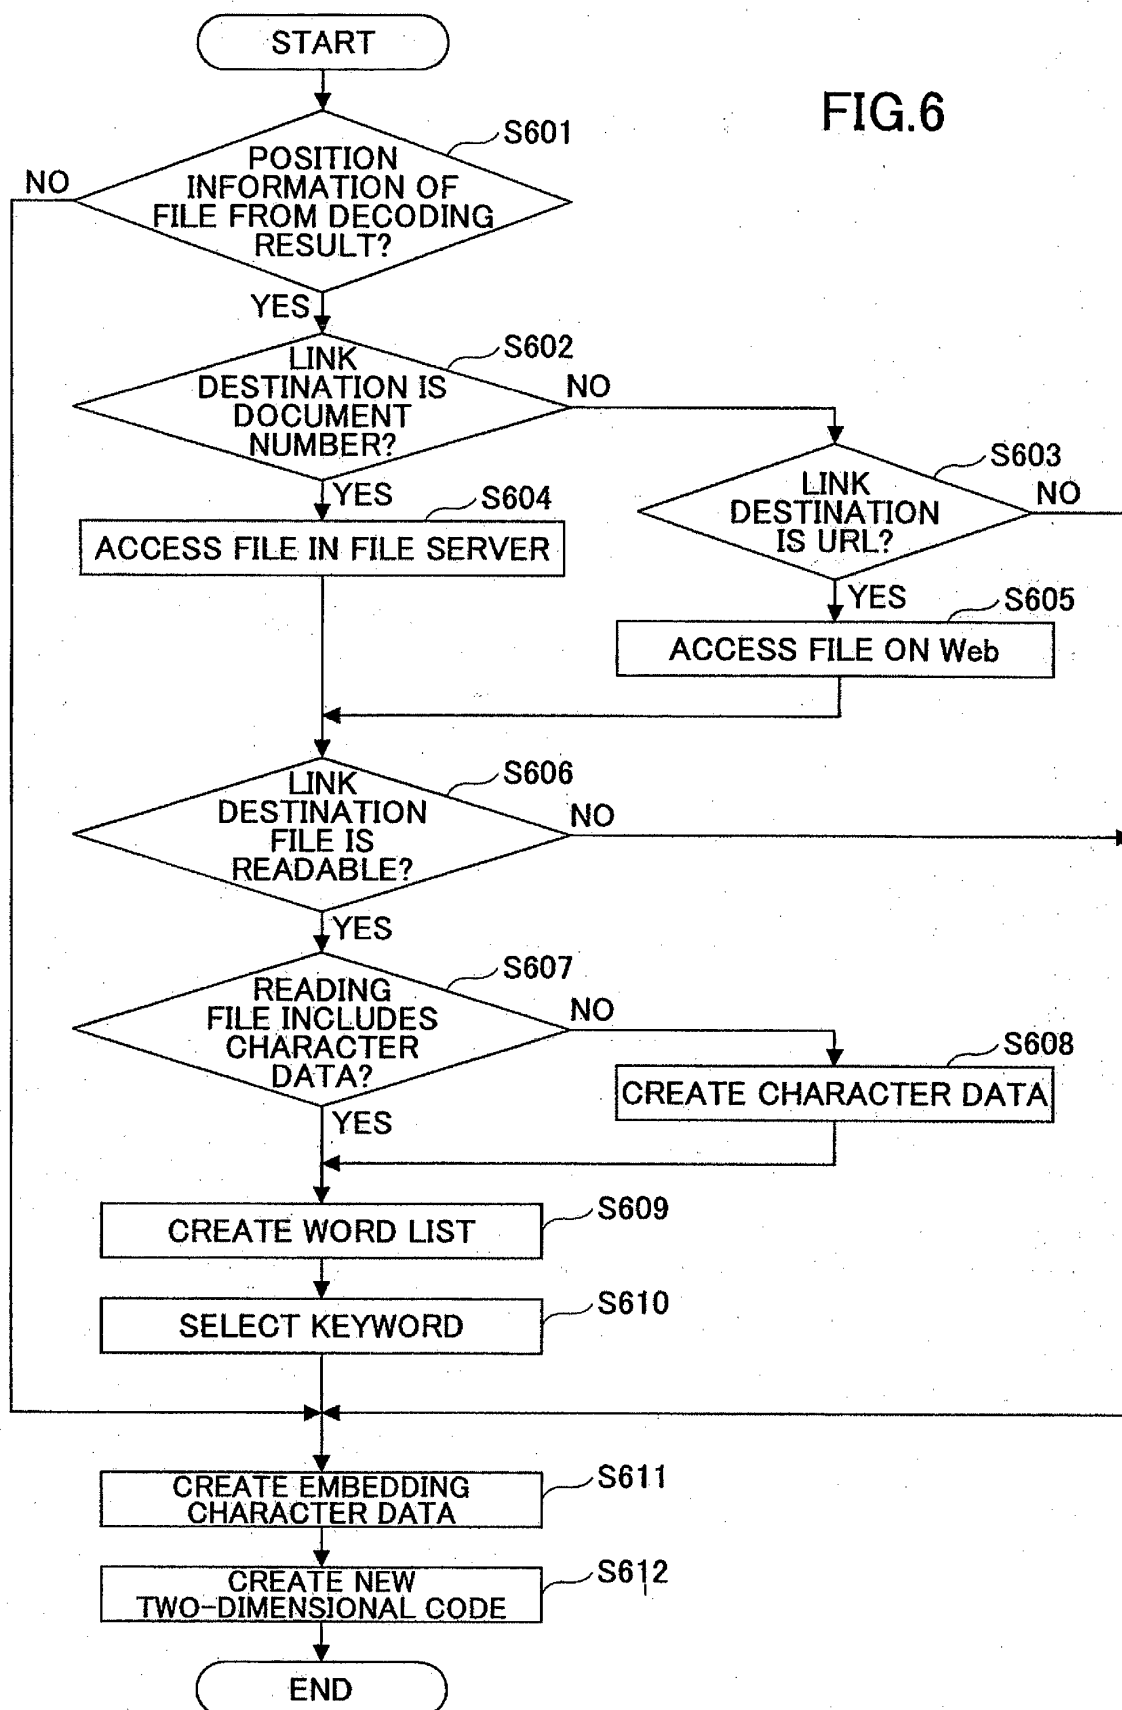 START
FIG.6
S601
POSITION
INFORMATION OF
FILE FROM DECODING
RESULT?
NO
YES
S602
LINK
DESTINATION IS
DOCUMENT
NUMBER?
NO
YES
S603
LINK
DESTINATION
IS URL?
NO
YES
S604
ACCESS FILE IN FILE SERVER
S605
ACCESS FILE ON Web
S606
LINK
DESTINATION
FILE IS
READABLE?
NO
YES
S607
READING
FILE INCLUDES
CHARACTER
DATA?
NO
YES
S608
CREATE CHARACTER DATA
S609
CREATE WORD LIST
S610
SELECT KEYWORD
S611
CREATE EMBEDDING
CHARACTER DATA
S612
CREATE NEW
TWO-DIMENSIONAL CODE
END